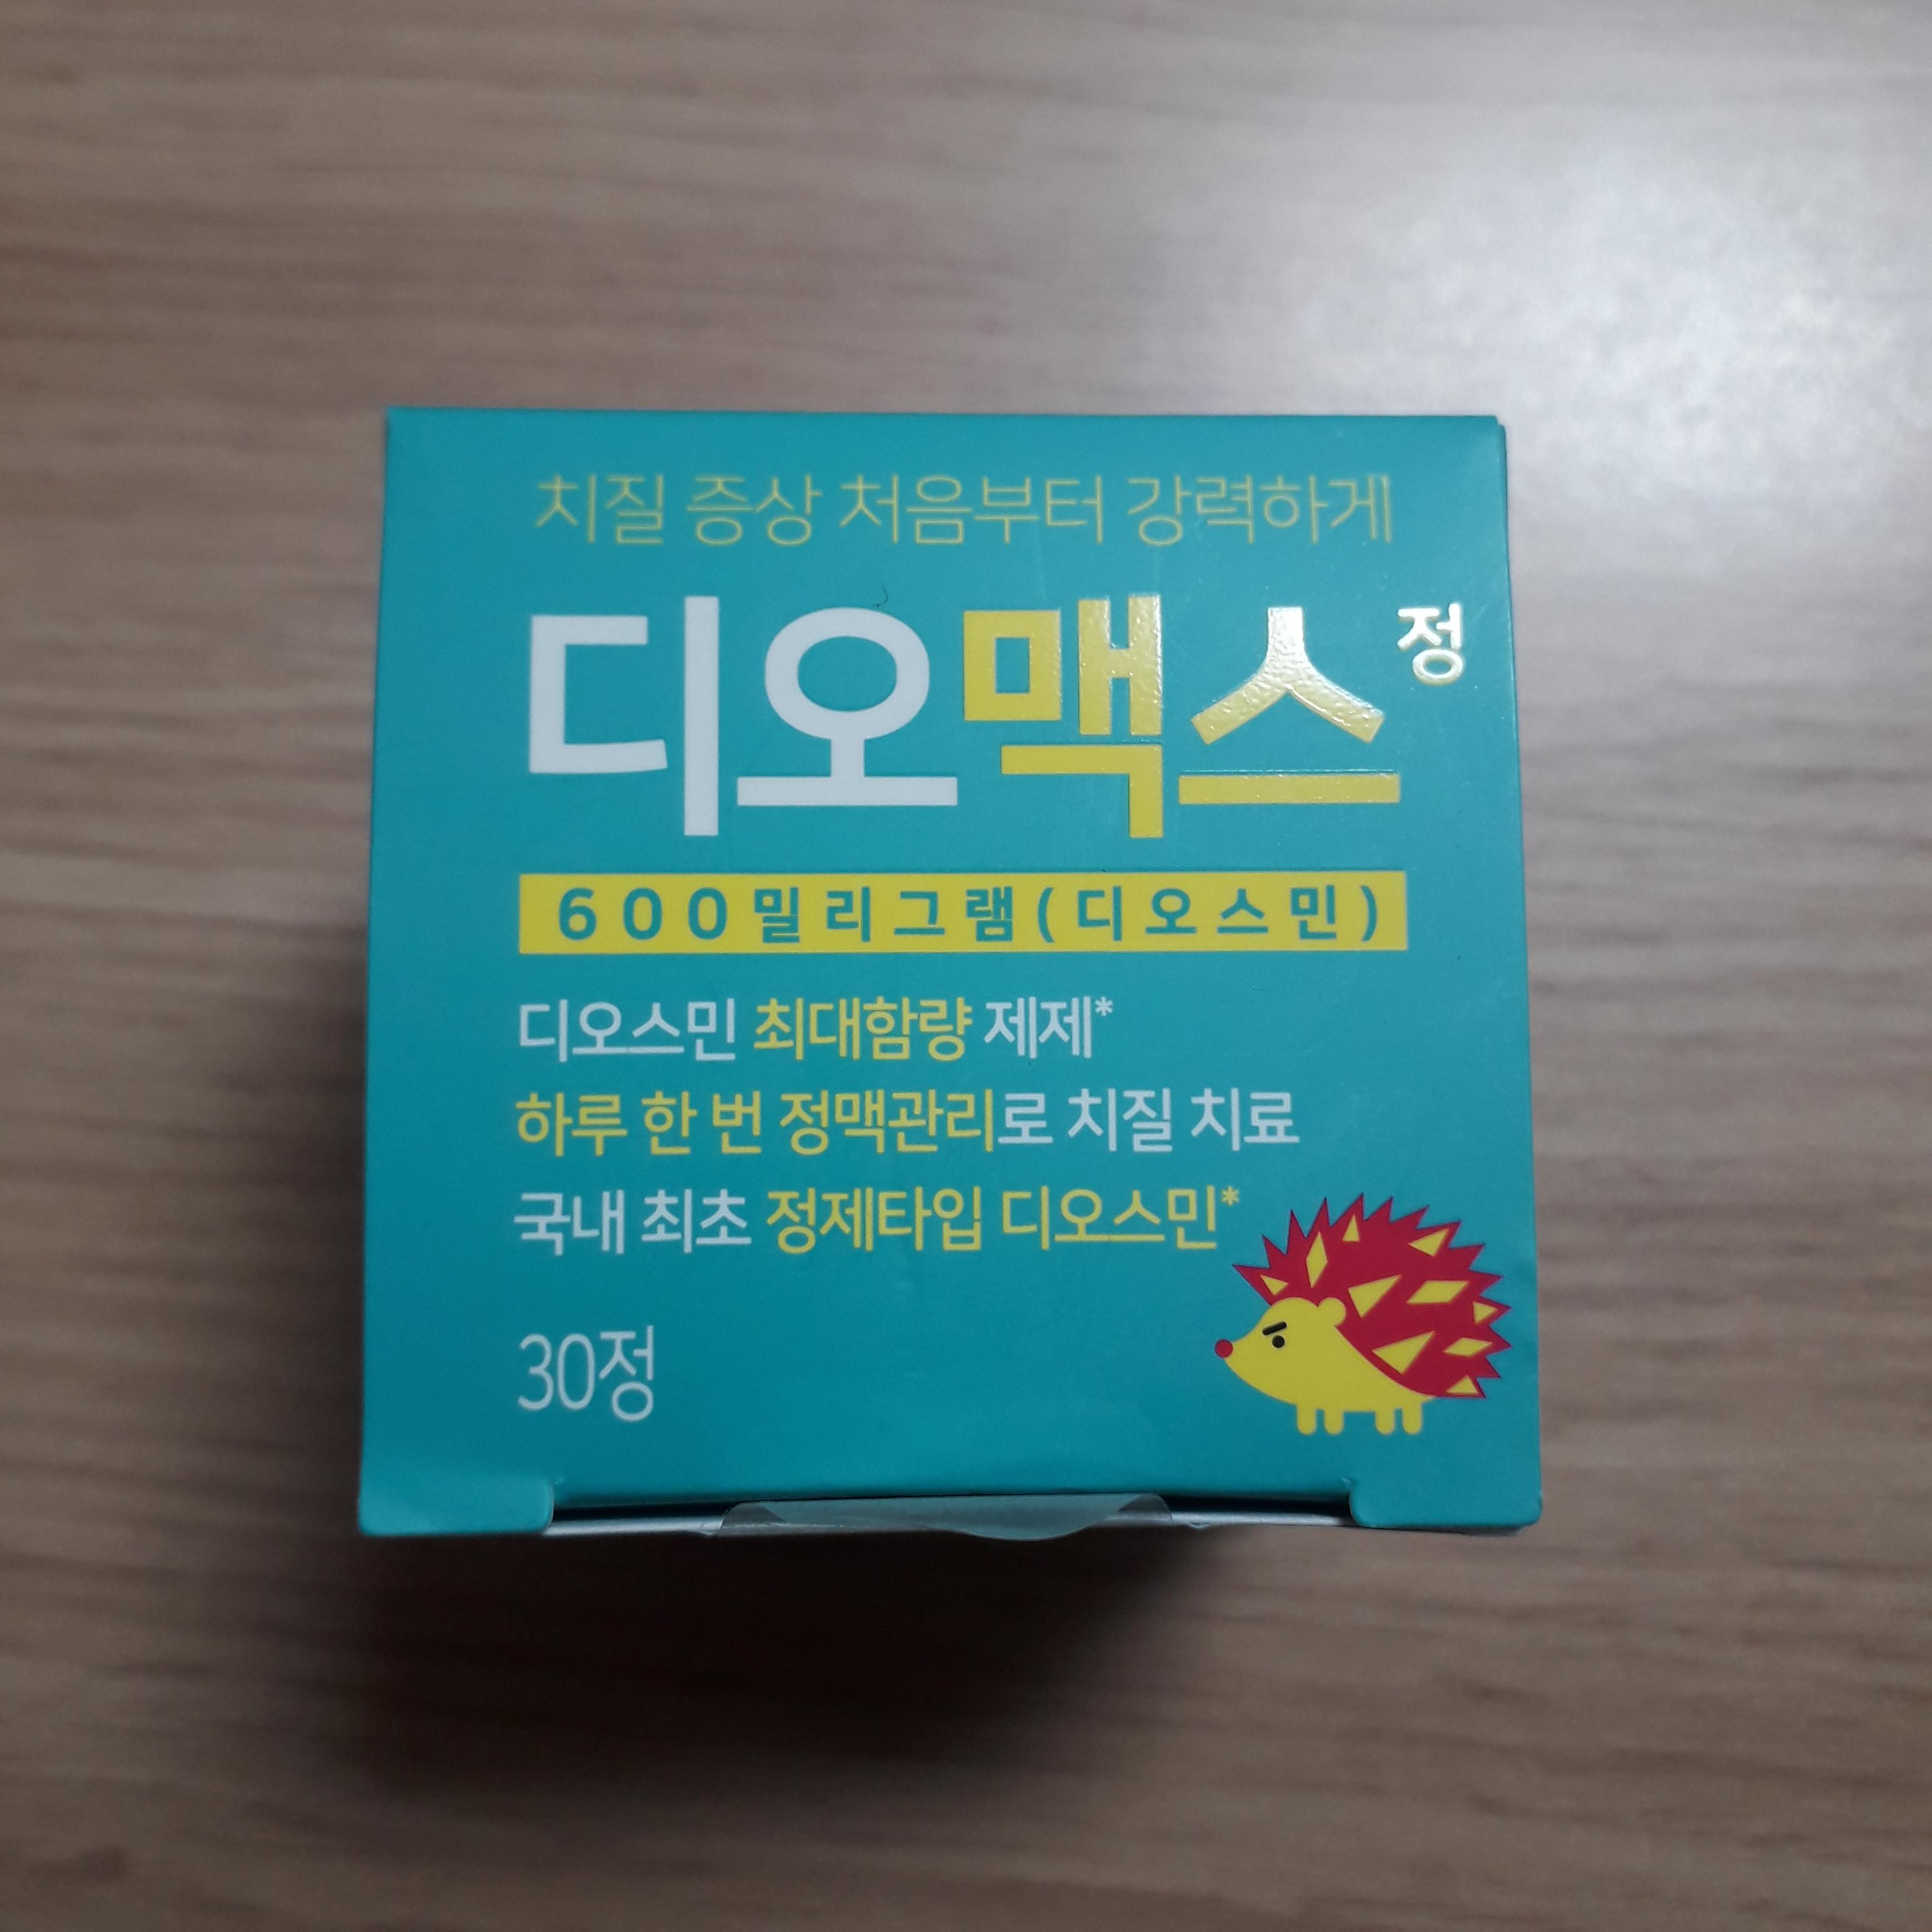 치질 증상 처음부터 강력하게
디오맥스정
600밀리그램(디오스민)
디오스민 최대함량 제제*
하루 한 번 정맥관리로 치질 치료
국내 최초 정제타입 디오스민*
30정